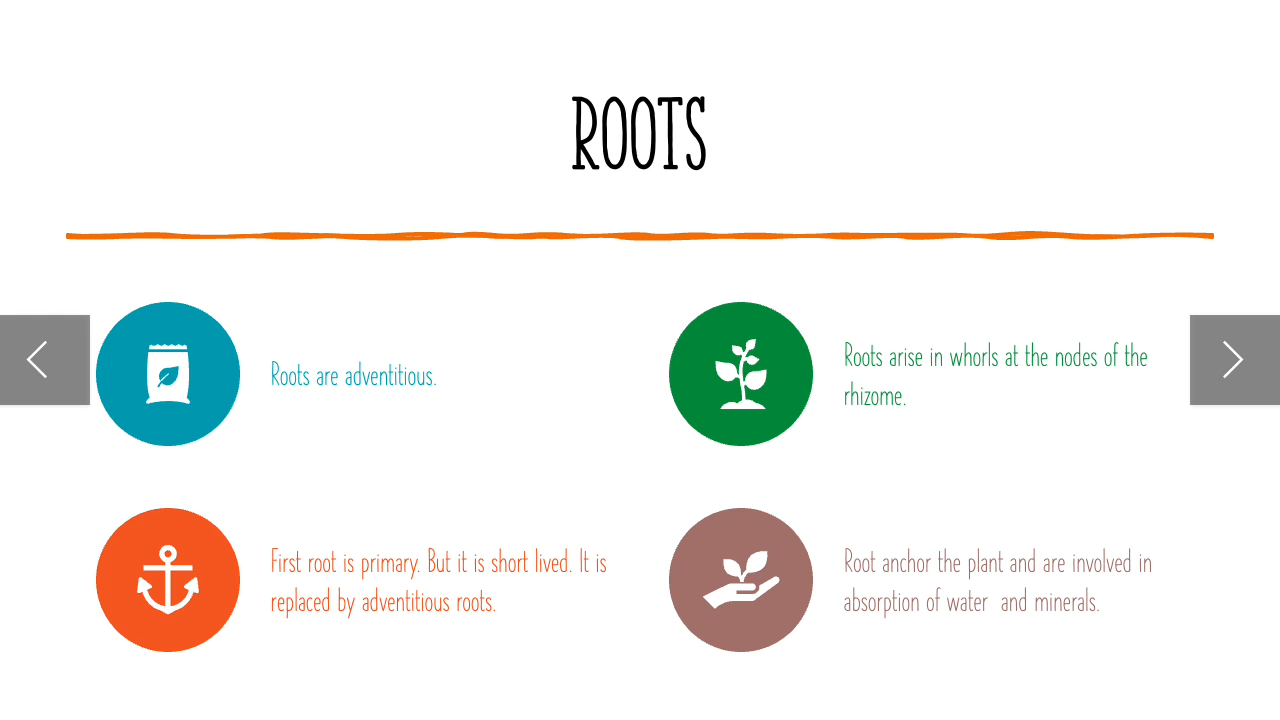 ROOTS
Roots are adventitious.
Roots arise in whorls at the nodes of the
rhizome.
First root is primary. But it is short lived. It is
replaced by adventitious roots.
Root anchor the plant and are involved in
absorption of water  and minerals.